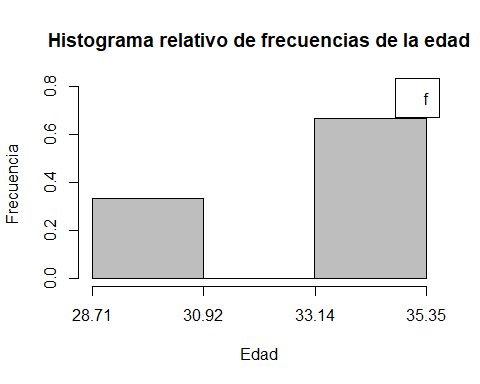 Histograma relativo de frecuencias de la edad
f
Frecuencia
0.8
0.6
0.4
0.2
0.0
28.71 30.92 33.14 35.35
Edad